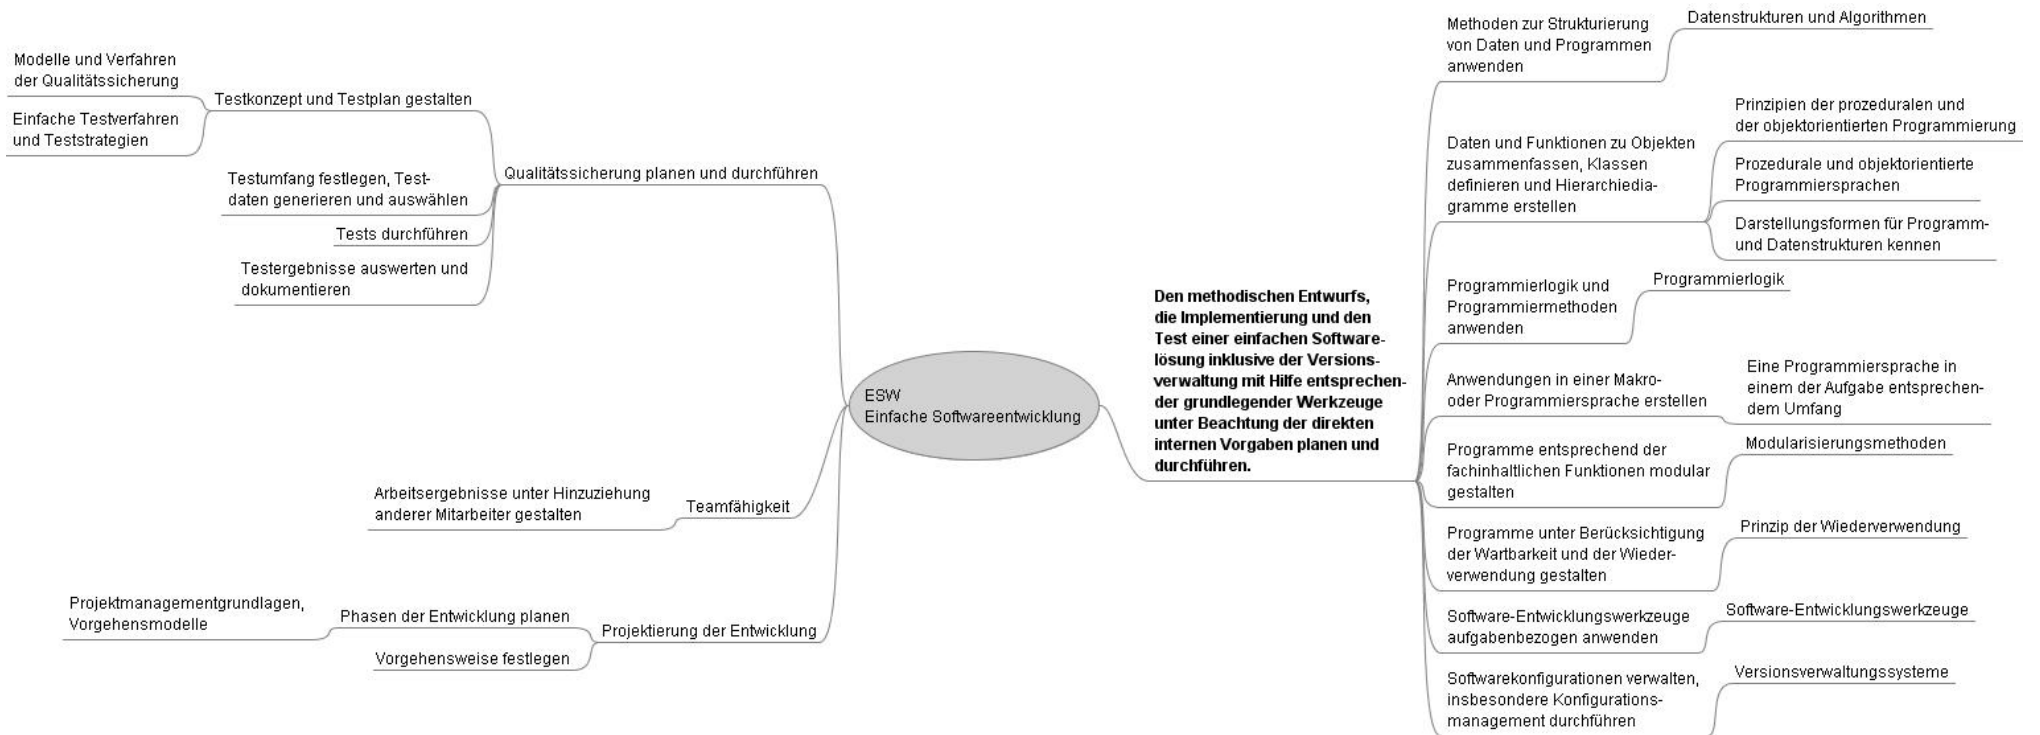 Modelle und Verfahren
der Qualitätssicherung
Einfache Testverfahren
und Teststrategien
Testkonzept und Testplan gestalten
Testumfang festlegen, Test-
daten generieren und auswählen
Tests durchführen
Testergebnisse auswerten und
dokumentieren
Qualitätssicherung planen und durchführen
Arbeitsergebnisse unter Hinzuziehung
anderer Mitarbeiter gestalten
Teamfähigkeit
Projektmanagementgrundlagen,
Vorgehensmodelle
Phasen der Entwicklung planen
Vorgehensweise festlegen
Projektierung der Entwicklung
ESW
Einfache Softwareentwicklung
Den methodischen Entwurfs,
die Implementierung und den
Test einer einfachen Software-
lösung inklusive der Versions-
verwaltung mit Hilfe entsprechen-
der grundlegender Werkzeuge
unter Beachtung der direkten
internen Vorgaben planen und
durchführen.
Methoden zur Strukturierung
von Daten und Programmen
anwenden
Datenstrukturen und Algorithmen
Daten und Funktionen zu Objekten
zusammenfassen, Klassen
definieren und Hierarchiedia-
gramme erstellen
Prinzipien der prozeduralen und
der objektorientierten Programmierung
Prozedurale und objektorientierte
Programmiersprachen
Darstellungsformen für Programm-
und Datenstrukturen kennen
Programmierlogik und
Programmiermethoden
anwenden
Programmierlogik
Anwendungen in einer Makro-
oder Programmiersprache erstellen
Eine Programmiersprache in
einem der Aufgabe entsprechen-
dem Umfang
Programme entsprechend der
fachinhaltlichen Funktionen modular
gestalten
Modularisierungsmethoden
Programme unter Berücksichtigung
der Wartbarkeit und der Wieder-
verwendung gestalten
Prinzip der Wiederverwendung
Software-Entwicklungswerkzeuge
aufgabenbezogen anwenden
Software-Entwicklungswerkzeuge
Softwarekonfigurationen verwalten,
insbesondere Konfigurations-
management durchführen
Versionsverwaltungssysteme